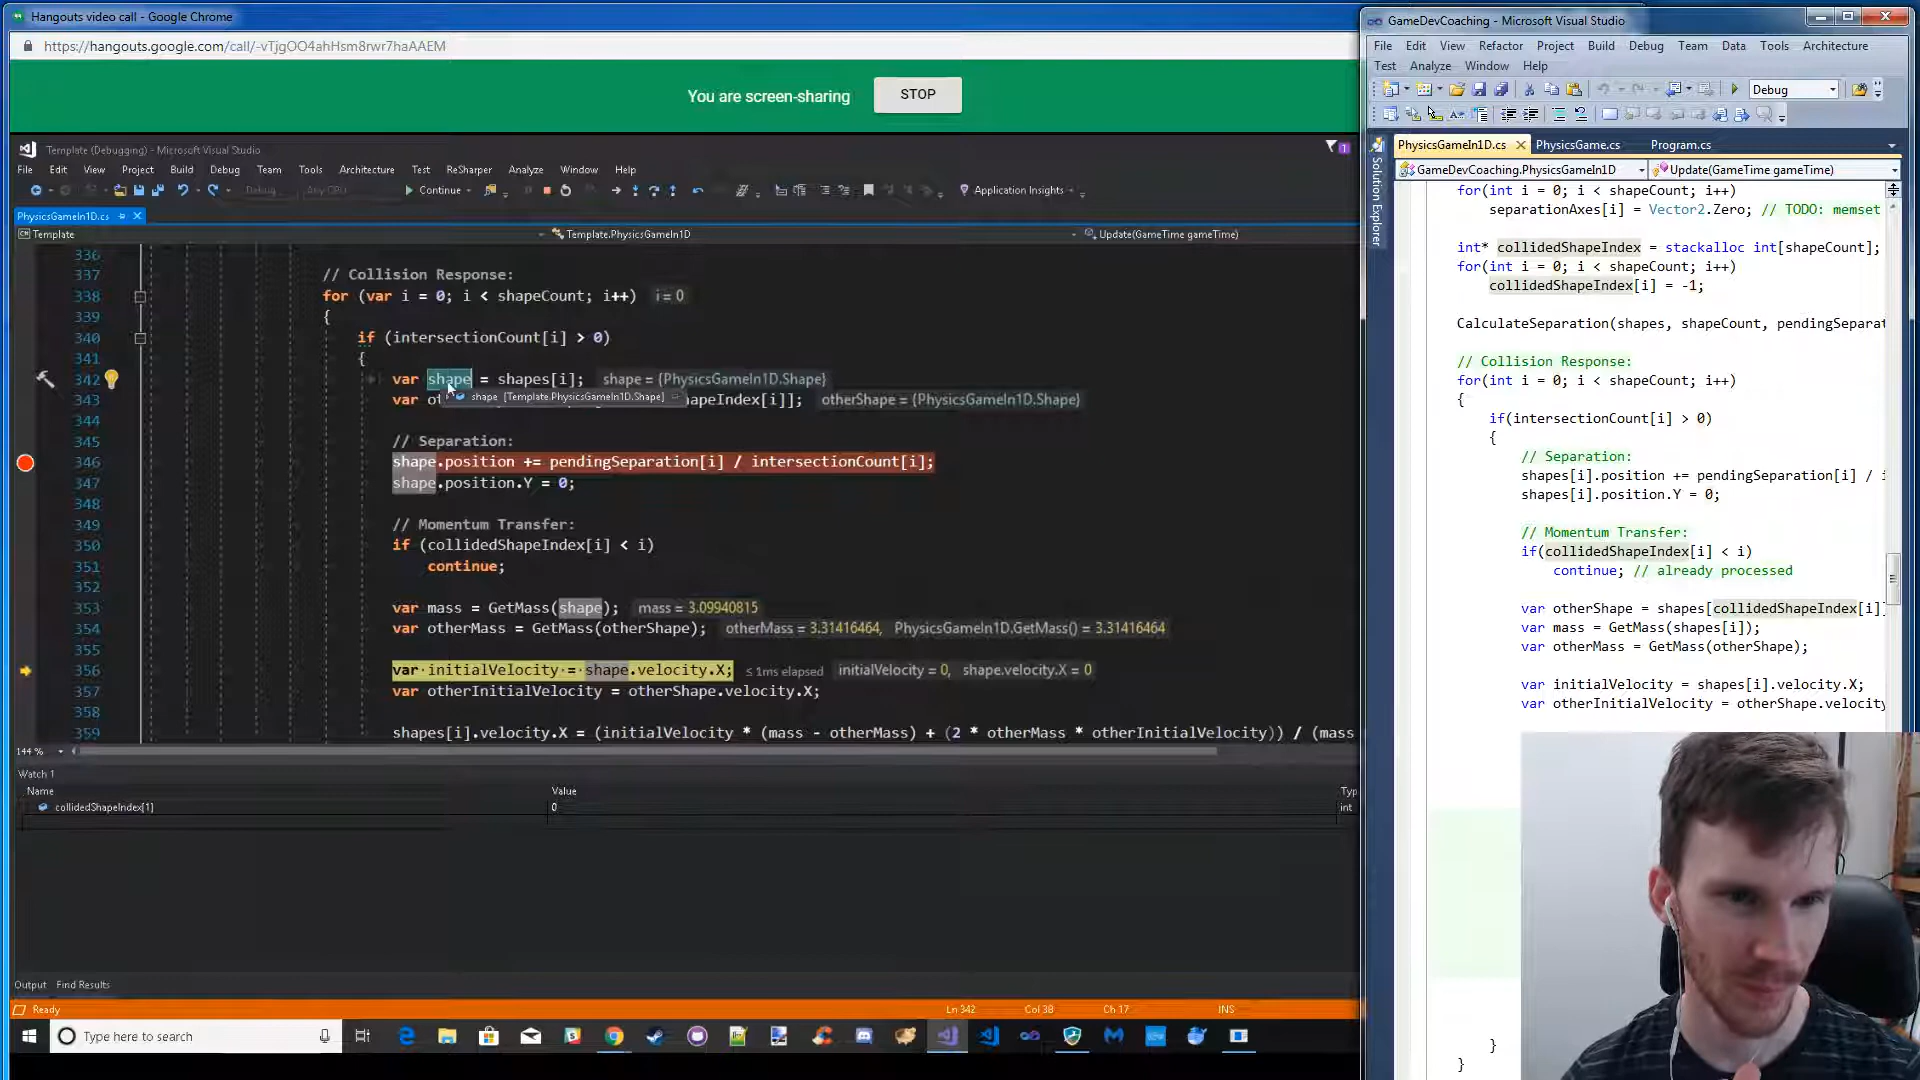 Hangouts video call - Google Chrome
https://hangouts.google.com/call/-vTjgOO4ahHsm8rwr7haAAEM
You are screen-sharing
STOP
Template (Debugging) - Microsoft Visual Studio
1
File Edit View Project Build Debug Team Tools Architecture Test ReSharper Analyze Window Help
Debug Any CPU Continue Application Insights
PhysicsGameIn1D.cs
Template Template.PhysicsGameIn1D Update(GameTime gameTime)
336
337 // Collision Response:
338 for (var i = 0; i < shapeCount; i++) i = 0
339 {
340 if (intersectionCount[i] > 0)
341 {
342 var shape = shapes[i]; shape = {PhysicsGameIn1D.Shape}
shape {Template.PhysicsGameIn1D.Shape}
343 var hapeIndex[i]]; otherShape = {PhysicsGameIn1D.Shape}
344
345 // Separation:
346 shape.position += pendingSeparation[i] / intersectionCount[i];
347 shape.position.Y = 0;
348
349 // Momentum Transfer:
350 if (collidedShapeIndex[i] < i)
351 continue;
352
353 var mass = GetMass(shape); mass = 3.09940815
354 var otherMass = GetMass(otherShape); otherMass = 3.31416464, PhysicsGameIn1D.GetMass() = 3.31416464
355
356 var initialVelocity = shape.velocity.X; ≤ 1ms elapsed initialVelocity = 0, shape.velocity.X = 0
357 var otherInitialVelocity = otherShape.velocity.X;
358
359 shapes[i].velocity.X = (initialVelocity * (mass - otherMass) + (2 * otherMass * otherInitialVelocity)) / (mass
144 %
Watch 1
Name Value Typ
collidedShapeIndex[1] 0 int
Output Find Results
Ready Ln 342 Col 38 Ch 17 INS
Type here to search
GameDevCoaching - Microsoft Visual Studio
File Edit View Refactor Project Build Debug Team Data Tools Architecture
Test Analyze Window Help
Debug
PhysicsGameIn1D.cs PhysicsGame.cs Program.cs
GameDevCoaching.PhysicsGameIn1D Update(GameTime gameTime)
Solution Explorer
for(int i = 0; i < shapeCount; i++)
separationAxes[i] = Vector2.Zero; // TODO: memset
int* collidedShapeIndex = stackalloc int[shapeCount];
for(int i = 0; i < shapeCount; i++)
collidedShapeIndex[i] = -1;
CalculateSeparation(shapes, shapeCount, pendingSeparat
// Collision Response:
for(int i = 0; i < shapeCount; i++)
{
if(intersectionCount[i] > 0)
{
// Separation:
shapes[i].position += pendingSeparation[i] / i
shapes[i].position.Y = 0;
// Momentum Transfer:
if(collidedShapeIndex[i] < i)
continue; // already processed
var otherShape = shapes[collidedShapeIndex[i]]
var mass = GetMass(shapes[i]);
var otherMass = GetMass(otherShape);
var initialVelocity = shapes[i].velocity.X;
var otherInitialVelocity = otherShape.velocity
}
}